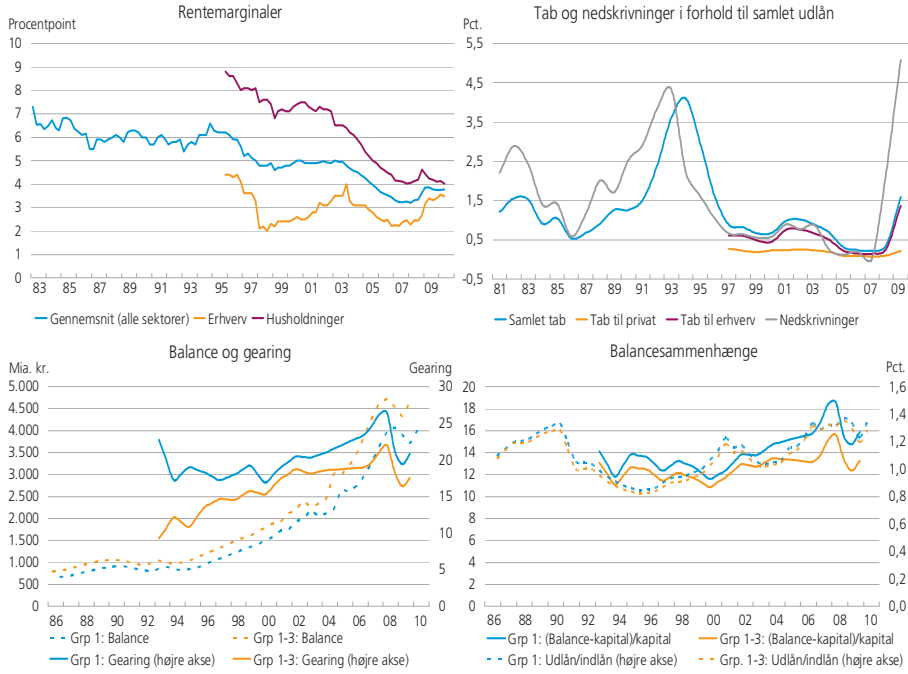 Rentemarginaler
Procentpoint
10
9
8
7
6
5
4
3
2
1
0
83 85 87 89 91 93 95 97 99 01 03 05 07 09
Gennemsnit (alle sektorer) Erhverv Husholdninger
Tab og nedskrivninger i forhold til samlet udlån
Pct.
5,5
4,5
3,5
2,5
1,5
0,5
-0,5
81 83 85 87 89 91 93 95 97 99 01 03 05 07 09
Samlet tab Tab til privat Tab til erhverv Nedskrivninger
Balance og gearing
Mia. kr. Gearing
5.000 30
4.500
4.000 25
3.500
3.000 20
2.500 15
2.000
1.500 10
1.000
500 5
0 0
86 88 90 92 94 96 98 00 02 04 06 08 10
Grp 1: Balance Grp 1-3: Balance
Grp 1: Gearing (højre akse) Grp 1-3: Gearing (højre akse)
Balancesammenhænge
Pct.
20 1,6
18 1,4
16
14 1,2
12 1,0
10 0,8
8 0,6
6
4 0,4
2 0,2
0 0,0
86 88 90 92 94 96 98 00 02 04 06 08 10
Grp 1: (Balance-kapital)/kapital Grp 1-3: (Balance-kapital)/kapital
Grp 1: Udlån/indlån (højre akse) Grp. 1-3: Udlån/indlån (højre akse)